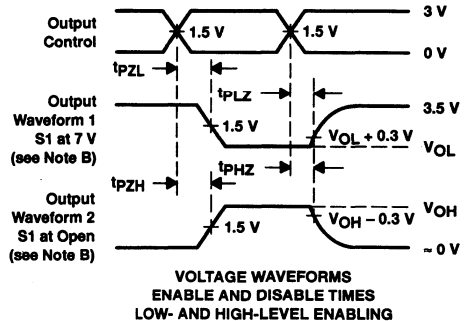 Output
Control
1.5 V
1.5 V
3 V
0 V
tPZL
tPLZ
Output
Waveform 1
S1 at 7 V
(see Note B)
1.5 V
3.5 V
VOL + 0.3 V
VOL
tPZH
tPHZ
Output
Waveform 2
S1 at Open
(see Note B)
1.5 V
VOH
VOH − 0.3 V
≈ 0 V
VOLTAGE WAVEFORMS
ENABLE AND DISABLE TIMES
LOW- AND HIGH-LEVEL ENABLING